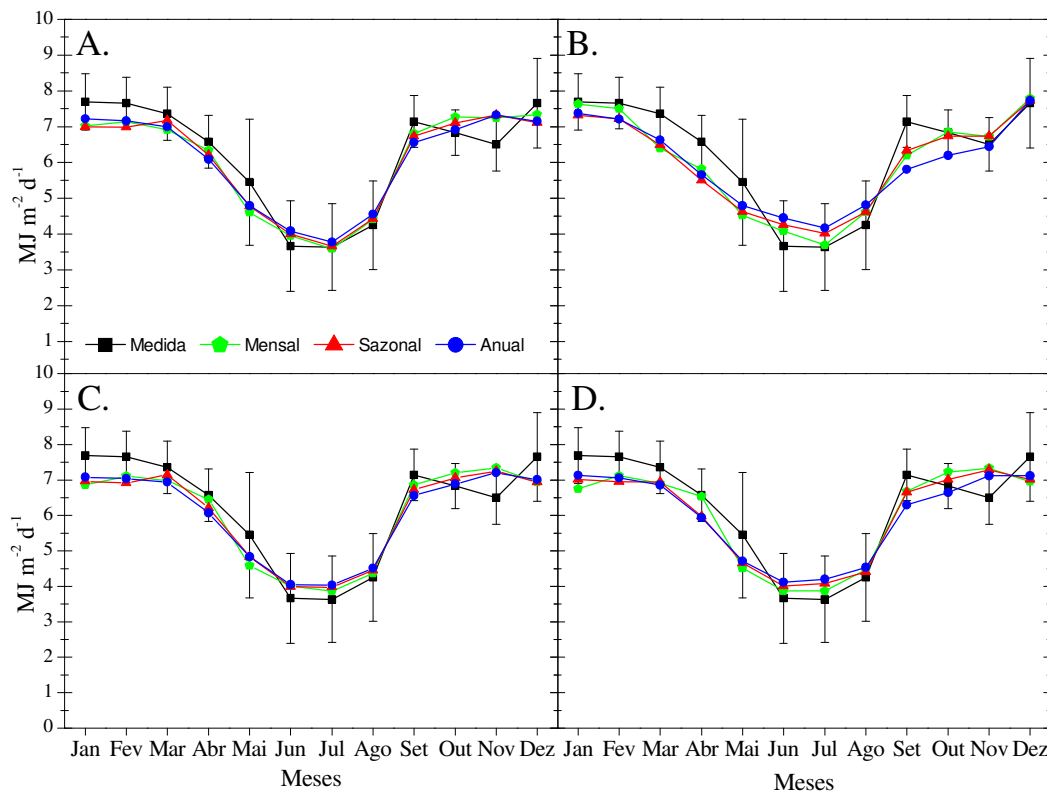 10
9
8
7
6
5
4
3
2
1
MJ m⁻² d⁻¹
A.
B.
Medida Mensal Sazonal Anual
10
9
8
7
6
5
4
3
2
1
0
MJ m⁻² d⁻¹
C.
D.
Jan Fev Mar Abr Mai Jun Jul Ago Set Out Nov Dez
Meses
Jan Fev Mar Abr Mai Jun Jul Ago Set Out Nov Dez
Meses